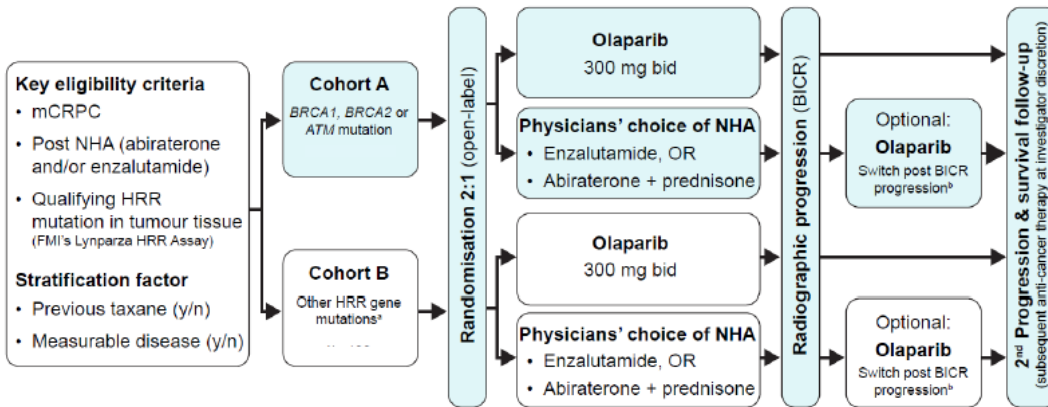 Key eligibility criteria
• mCRPC
• Post NHA (abiraterone
and/or enzalutamide)
• Qualifying HRR
mutation in tumour tissue
(FMI's Lynparza HRR Assay)
Stratification factor
• Previous taxane (y/n)
• Measurable disease (y/n)
Cohort A
BRCA1, BRCA2 or
ATM mutation
Cohort B
Other HRR gene
mutationsᵃ
Randomisation 2:1 (open-label)
Olaparib
300 mg bid
Physicians' choice of NHA
• Enzalutamide, OR
• Abiraterone + prednisone
Olaparib
300 mg bid
Physicians' choice of NHA
• Enzalutamide, OR
• Abiraterone + prednisone
Radiographic progression (BICR)
Optional:
Olaparib
Switch post BICR
progressionᵇ
Optional:
Olaparib
Switch post BICR
progressionᵇ
2ⁿᵈ Progression & survival follow-up
(subsequent anti-cancer therapy at investigator discretion)